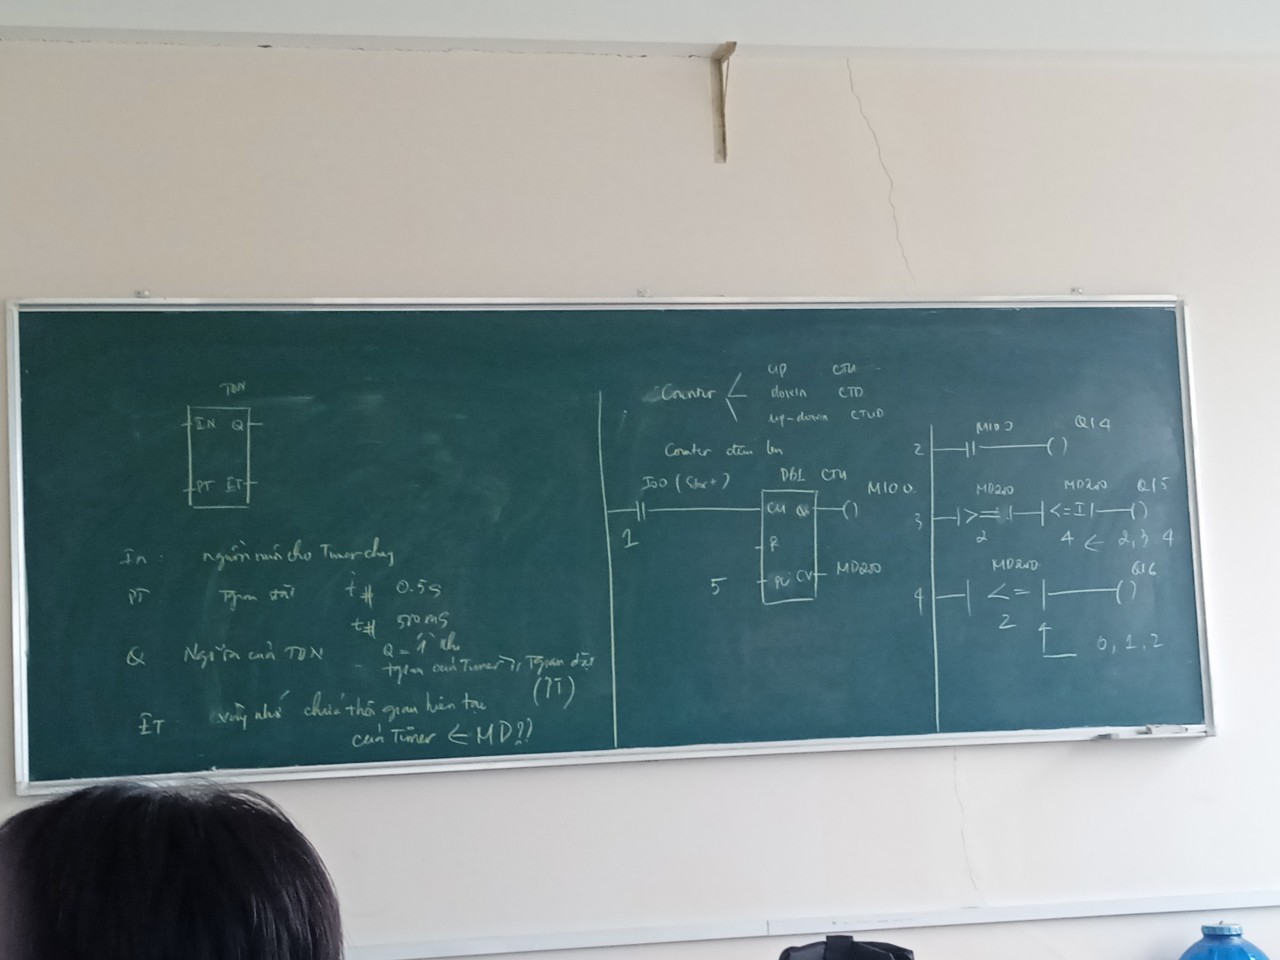 TON
IN Q
PT ET
In: nguồn nuôi cho Timer chạy
PT Tgian đặt t# 0.5s
t# 500ms
Q Ngõ ra của TON Q = 1 khi
tgian của Timer ≥ Tgian đặt
(PT)
ET vùng nhớ chứa thời gian hiện tại
của Timer ← MD??
Counter < up CTU
down CTD
up-down CTUD
Counter đếm lên
I0.0 (Start) DB1 CTU M10.0
CU Q
1
R
5 PV CV MD200
M10.0 Q1.4
2
MD200 MD200 Q1.5
3 >= <=I
2 4 ← 2, 3 4
MD200 Q1.6
4 <=
2
0, 1, 2